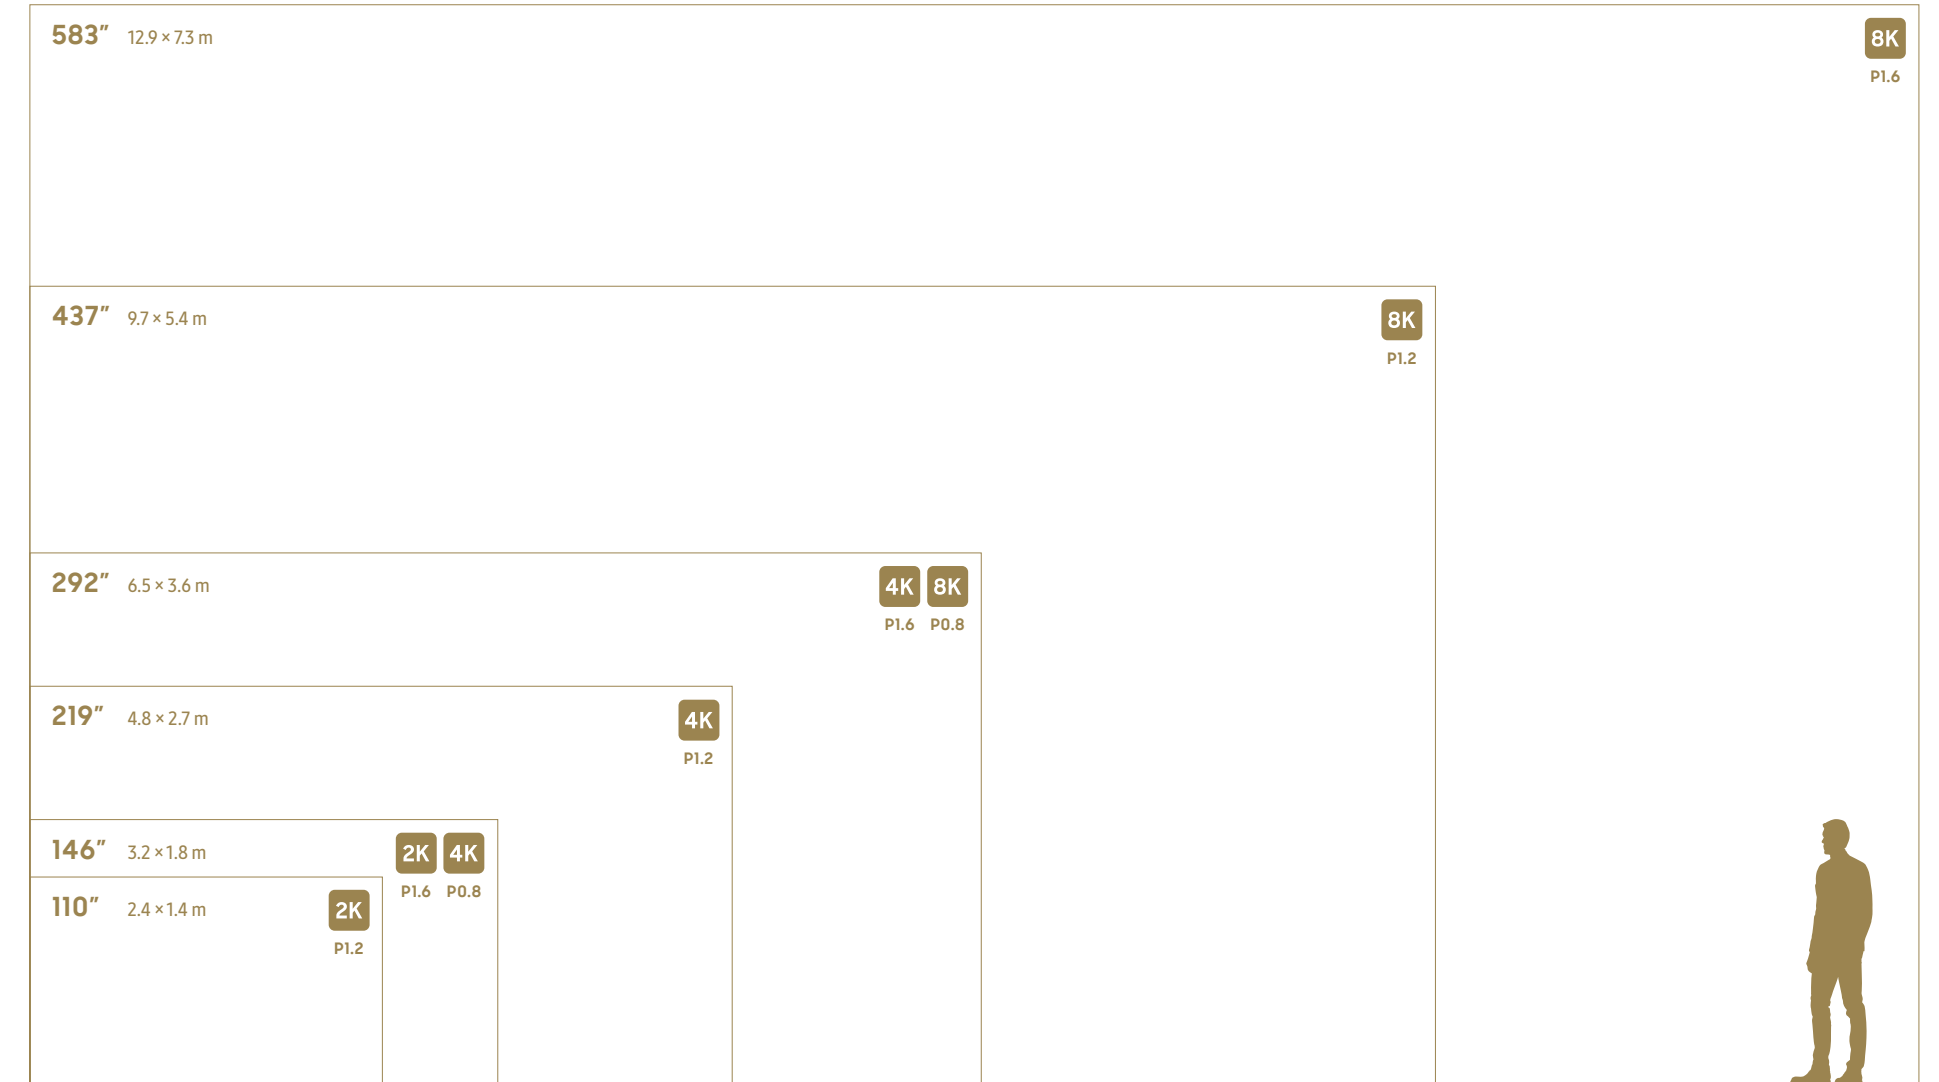 583″ 12.9 × 7.3 m 8K
P1.6
437″ 9.7 × 5.4 m 8K
P1.2
292″ 6.5 × 3.6 m 4K 8K
P1.6 P0.8
219″ 4.8 × 2.7 m 4K
P1.2
146″ 3.2 × 1.8 m 2K 4K
P1.6 P0.8
110″ 2.4 × 1.4 m 2K
P1.2